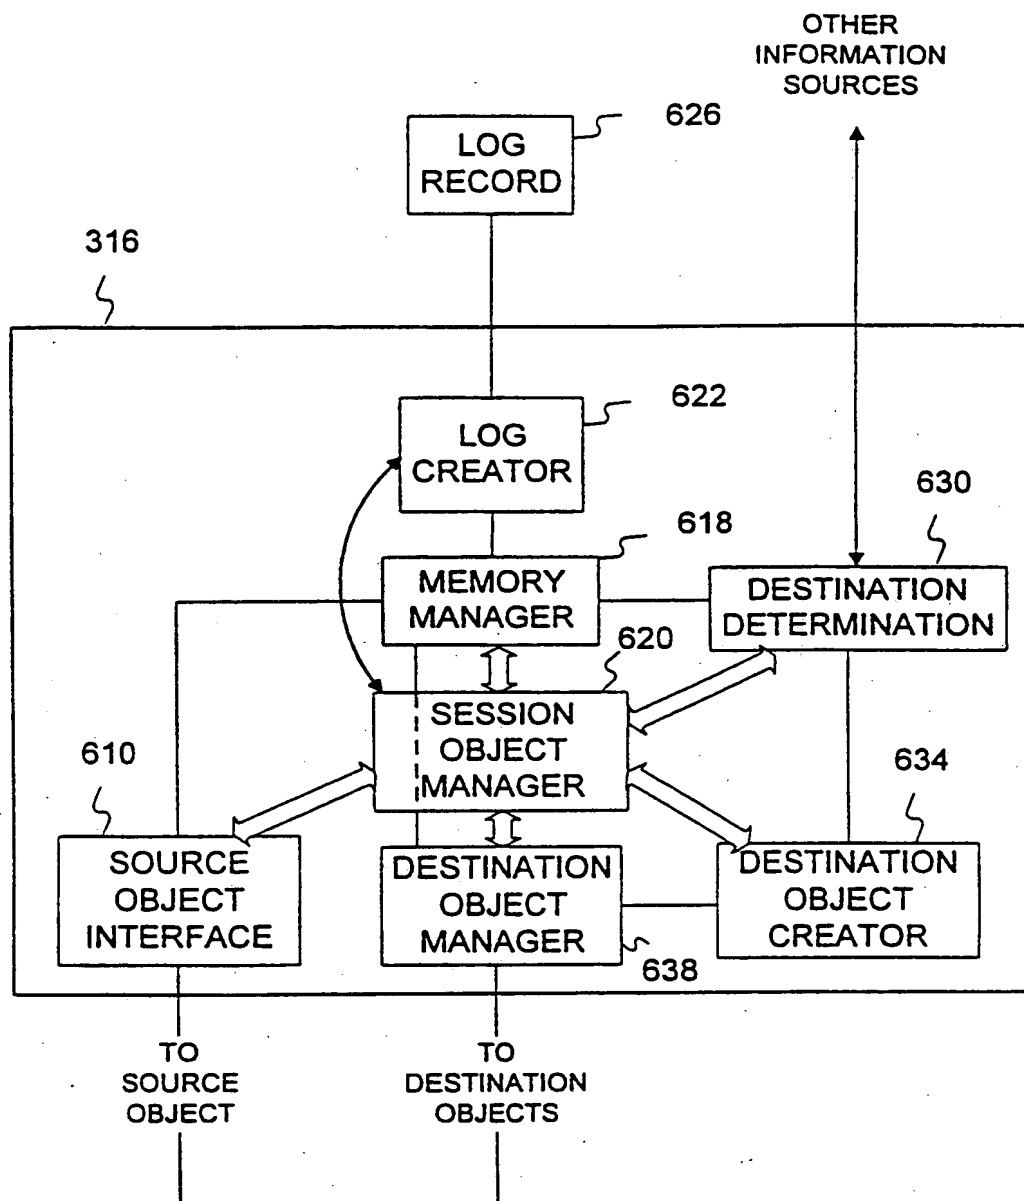 OTHER
INFORMATION
SOURCES
626
LOG
RECORD
316
622
LOG
CREATOR
630
618
MEMORY
MANAGER
DESTINATION
DETERMINATION
620
SESSION
OBJECT
MANAGER
610
634
SOURCE
OBJECT
INTERFACE
DESTINATION
OBJECT
MANAGER
DESTINATION
OBJECT
CREATOR
638
TO
SOURCE
OBJECT
TO
DESTINATION
OBJECTS